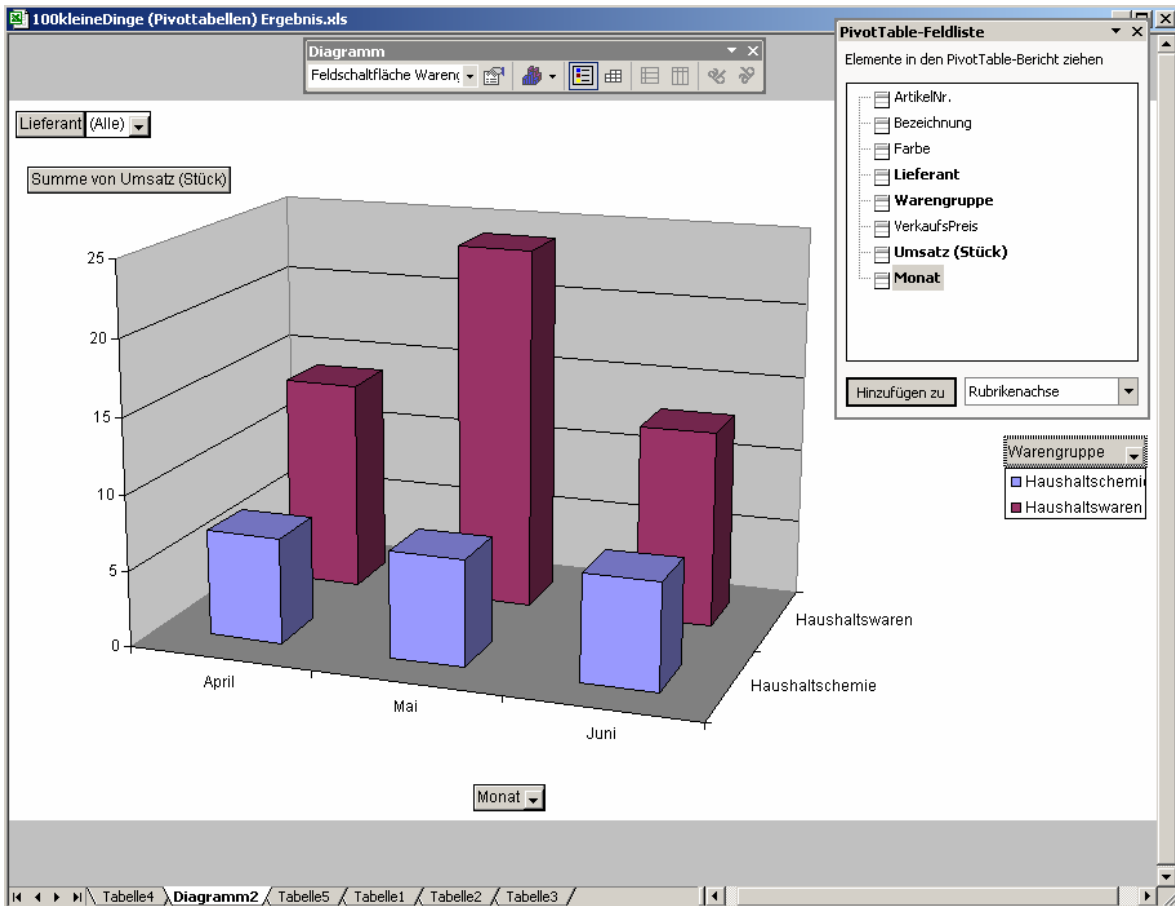 100kleineDinge (Pivottabellen) Ergebnis.xls
Diagramm
Feldschaltfläche Wareng
PivotTable-Feldliste
Elemente in den PivotTable-Bericht ziehen
ArtikelNr.
Bezeichnung
Farbe
Lieferant
Warengruppe
VerkaufsPreis
Umsatz (Stück)
Monat
Hinzufügen zu
Rubrikenachse
Lieferant (Alle)
Summe von Umsatz (Stück)
25
20
15
10
5
0
April
Mai
Juni
Haushaltswaren
Haushaltschemie
Warengruppe
Haushaltschemi
Haushaltswaren
Monat
Tabelle4 Diagramm2 Tabelle5 Tabelle1 Tabelle2 Tabelle3